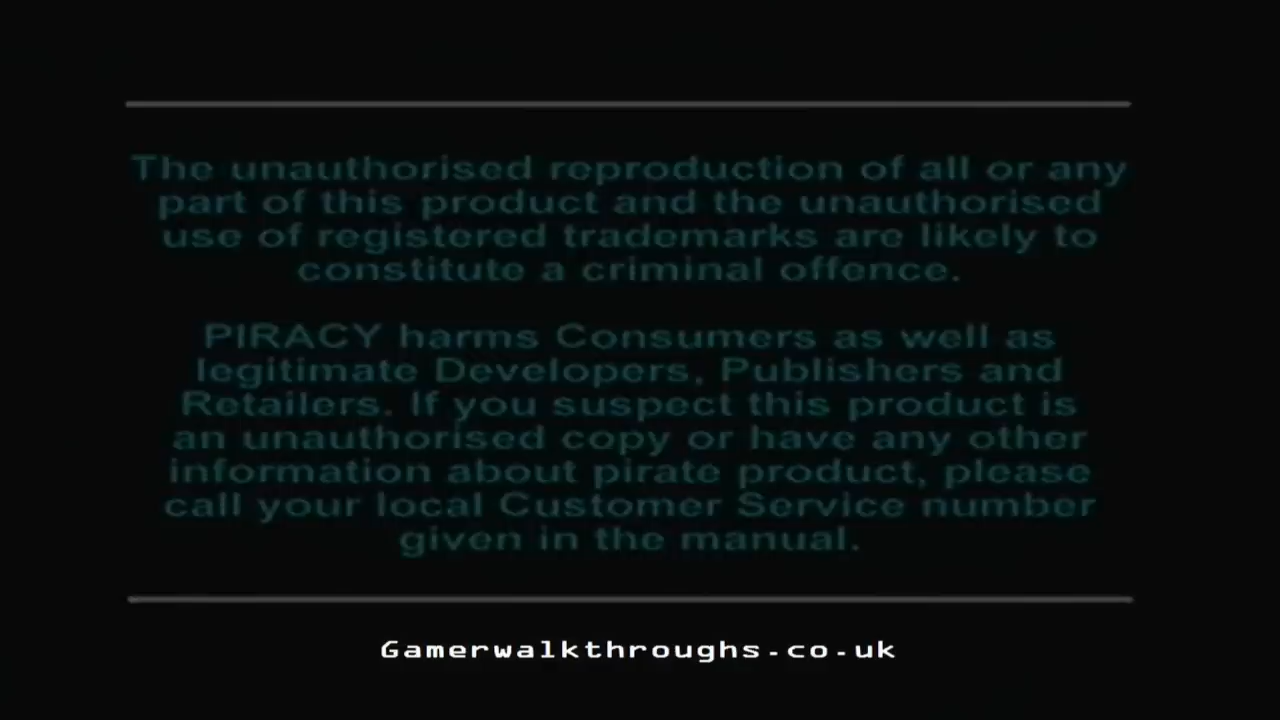 The unauthorised reproduction of all or any
part of this product and the unauthorised
use of registered trademarks are likely to
constitute a criminal offence.
PIRACY harms Consumers as well as
legitimate Developers, Publishers and
Retailers. If you suspect this product is
an unauthorised copy or have any other
information about pirate product, please
call your local Customer Service number
given in the manual.
Gamerwalkthroughs.co.uk